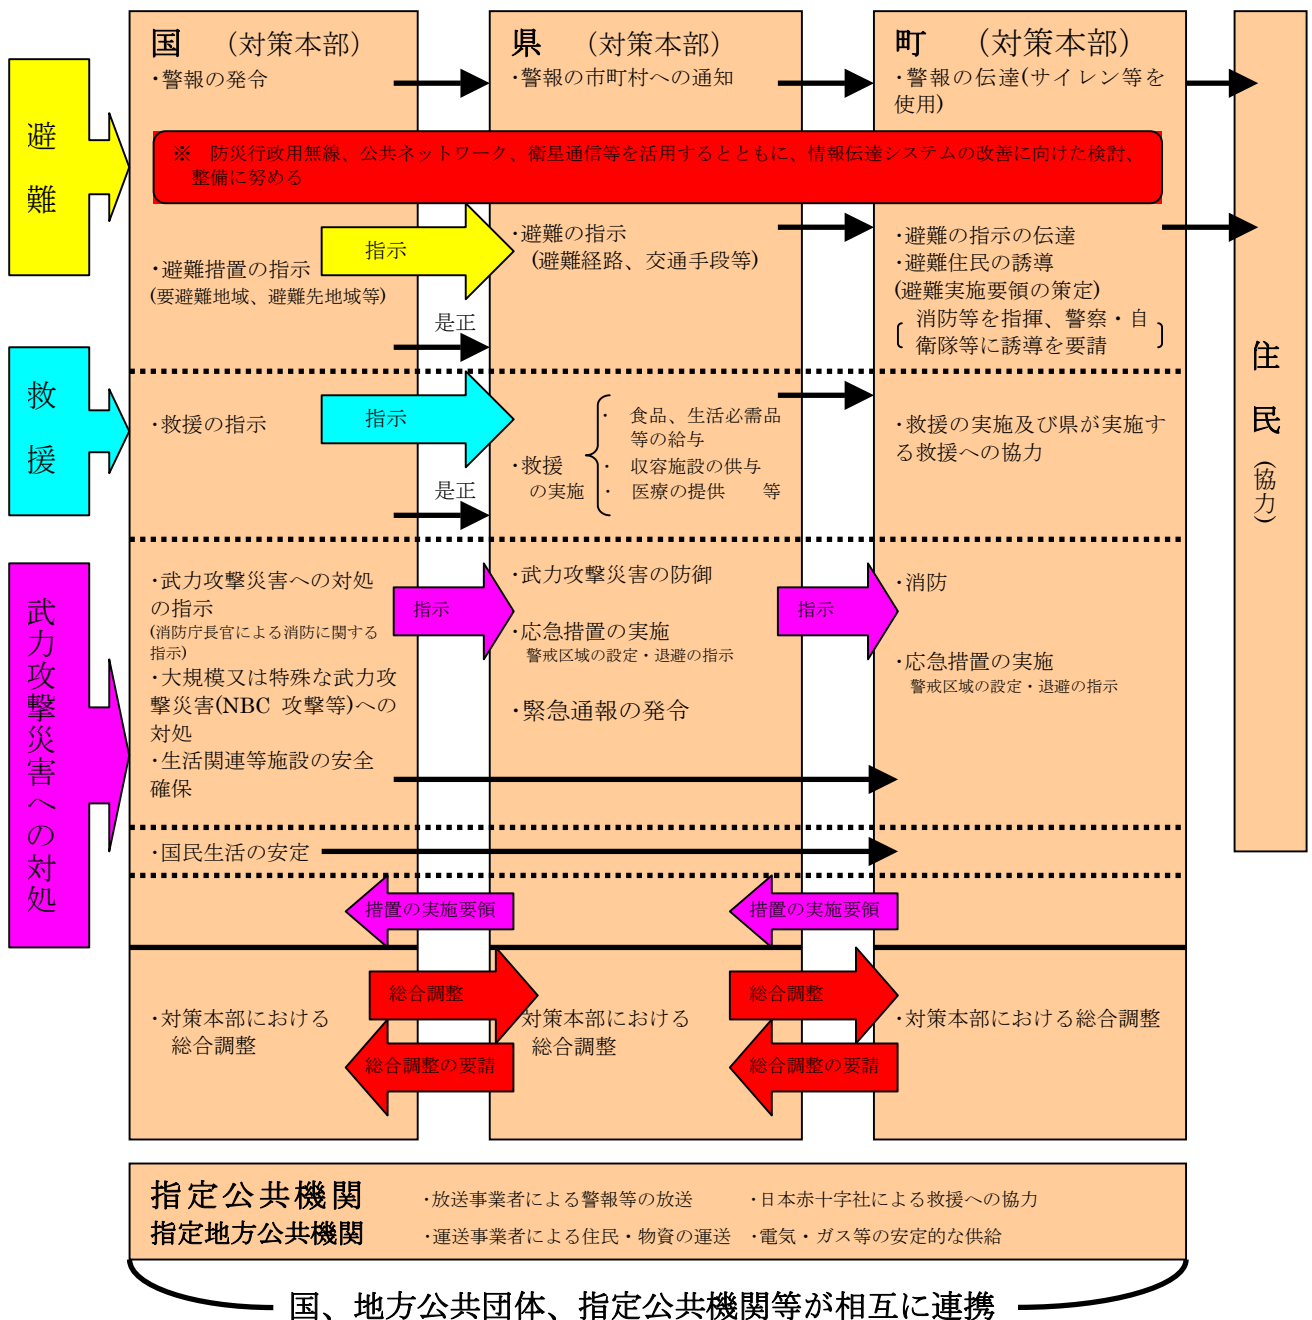 国　（対策本部）
・警報の発令
県　（対策本部）
・警報の市町村への通知
町　（対策本部）
・警報の伝達(サイレン等を
使用)
避難
※　防災行政用無線、公共ネットワーク、衛星通信等を活用するとともに、情報伝達システムの改善に向けた検討、
整備に努める
・避難措置の指示
(要避難地域、避難先地域等)
指示
是正
・避難の指示
(避難経路、交通手段等)
・避難の指示の伝達
・避難住民の誘導
(避難実施要領の策定)
消防等を指揮、警察・自
衛隊等に誘導を要請
住民（協力）
救援
・救援の指示
指示
是正
・救援
の実施
・　食品、生活必需品
等の給与
・　収容施設の供与
・　医療の提供　　等
・救援の実施及び県が実施す
る救援への協力
武力攻撃災害への対処
・武力攻撃災害への対処
の指示
(消防庁長官による消防に関する
指示)
・大規模又は特殊な武力攻
撃災害(NBC 攻撃等)への
対処
・生活関連等施設の安全
確保
指示
・武力攻撃災害の防御
・応急措置の実施
警戒区域の設定・退避の指示
・緊急通報の発令
指示
・消防
・応急措置の実施
警戒区域の設定・退避の指示
・国民生活の安定
措置の実施要領
措置の実施要領
・対策本部における
総合調整
総合調整
総合調整の要請
対策本部における
総合調整
総合調整
総合調整の要請
・対策本部における総合調整
指定公共機関
指定地方公共機関
・放送事業者による警報等の放送
・日本赤十字社による救援への協力
・運送事業者による住民・物資の運送
・電気・ガス等の安定的な供給
国、地方公共団体、指定公共機関等が相互に連携